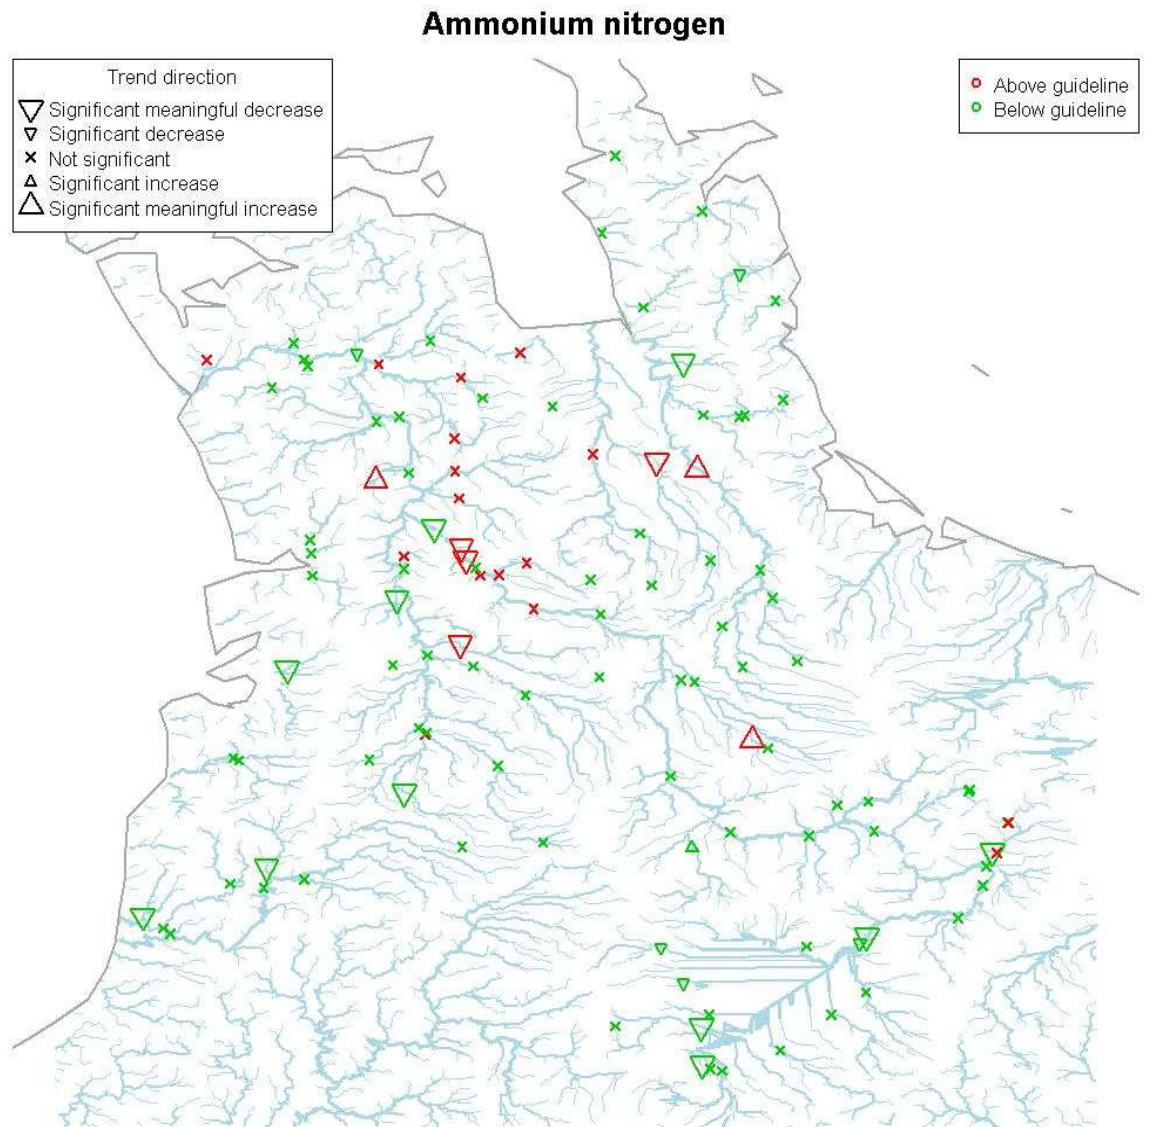 Ammonium nitrogen
Trend direction
Significant meaningful decrease
Significant decrease
Not significant
Significant increase
Significant meaningful increase
Above guideline
Below guideline